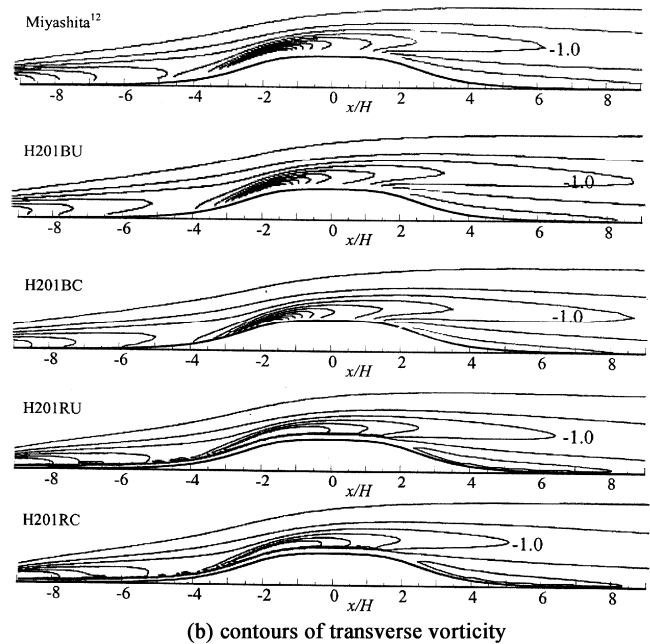 Miyashita12
-1.0
-8 -6 -4 -2 0 2 4 6 8
x/H
H201BU
-1.0
-8 -6 -4 -2 0 2 4 6 8
x/H
H201BC
-1.0
-8 -6 -4 -2 0 2 4 6 8
x/H
H201RU
-1.0
-8 -6 -4 -2 0 2 4 6 8
x/H
H201RC
-1.0
-8 -6 -4 -2 0 2 4 6 8
x/H
(b) contours of transverse vorticity